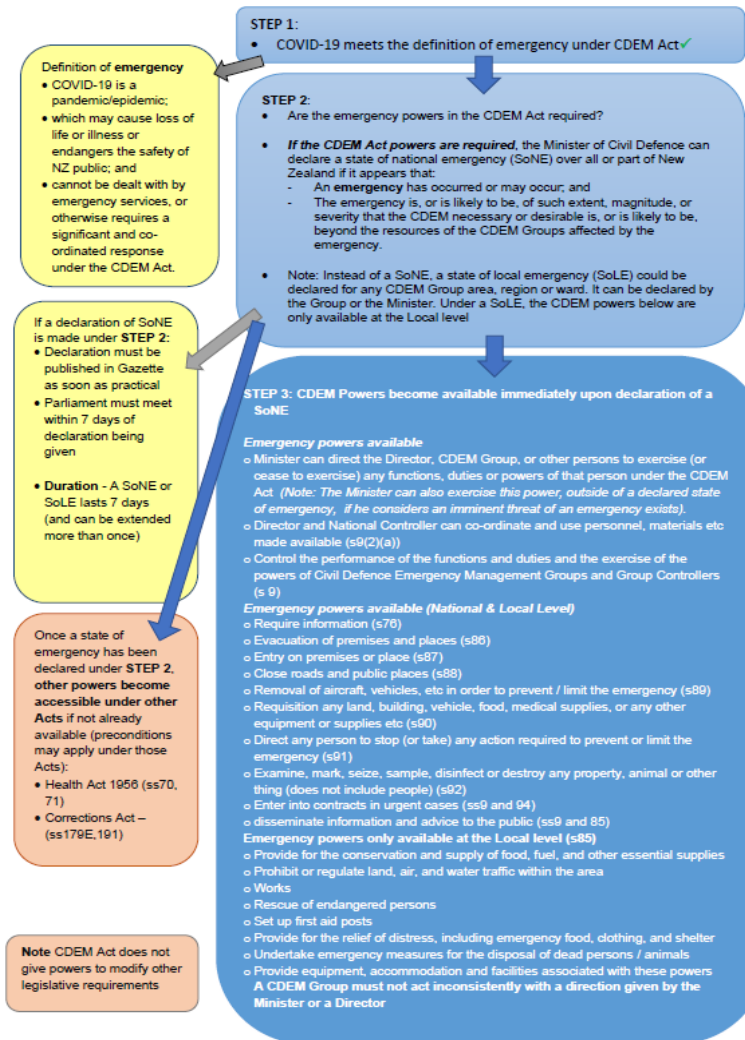 STEP 1:
• COVID-19 meets the definition of emergency under CDEM Act✓
Definition of emergency
• COVID-19 is a
pandemic/epidemic;
• which may cause loss of
life or illness or
endangers the safety of
NZ public; and
• cannot be dealt with by
emergency services, or
otherwise requires a
significant and co-
ordinated response
under the CDEM Act.
STEP 2:
• Are the emergency powers in the CDEM Act required?
• If the CDEM Act powers are required, the Minister of Civil Defence can
declare a state of national emergency (SoNE) over all or part of New
Zealand if it appears that:
- An emergency has occurred or may occur; and
- The emergency is, or is likely to be, of such extent, magnitude, or
severity that the CDEM necessary or desirable is, or is likely to be,
beyond the resources of the CDEM Groups affected by the
emergency.
• Note: Instead of a SoNE, a state of local emergency (SoLE) could be
declared for any CDEM Group area, region or ward. It can be declared by
the Group or the Minister. Under a SoLE, the CDEM powers below are
only available at the Local level
If a declaration of SoNE
is made under STEP 2:
• Declaration must be
published in Gazette
as soon as practical
• Parliament must meet
within 7 days of
declaration being
given
• Duration - A SoNE or
SoLE lasts 7 days
(and can be extended
more than once)
STEP 3: CDEM Powers become available immediately upon declaration of a
SoNE
Emergency powers available
o Minister can direct the Director, CDEM Group, or other persons to exercise (or
cease to exercise) any functions, duties or powers of that person under the CDEM
Act (Note: The Minister can also exercise this power, outside of a declared state
of emergency, if he considers an imminent threat of an emergency exists).
o Director and National Controller can co-ordinate and use personnel, materials etc
made available (s9(2)(a))
o Control the performance of the functions and duties and the exercise of the
powers of Civil Defence Emergency Management Groups and Group Controllers
(s 9)
Emergency powers available (National & Local Level)
o Require information (s76)
o Evacuation of premises and places (s86)
o Entry on premises or place (s87)
o Close roads and public places (s88)
o Removal of aircraft, vehicles, etc in order to prevent / limit the emergency (s89)
o Requisition any land, building, vehicle, food, medical supplies, or any other
equipment or supplies etc (s90)
o Direct any person to stop (or take) any action required to prevent or limit the
emergency (s91)
o Examine, mark, seize, sample, disinfect or destroy any property, animal or other
thing (does not include people) (s92)
o Enter into contracts in urgent cases (ss9 and 94)
o disseminate information and advice to the public (ss9 and 85)
Emergency powers only available at the Local level (s85)
o Provide for the conservation and supply of food, fuel, and other essential supplies
o Prohibit or regulate land, air, and water traffic within the area
o Works
o Rescue of endangered persons
o Set up first aid posts
o Provide for the relief of distress, including emergency food, clothing, and shelter
o Undertake emergency measures for the disposal of dead persons / animals
o Provide equipment, accommodation and facilities associated with these powers
A CDEM Group must not act inconsistently with a direction given by the
Minister or a Director
Once a state of
emergency has been
declared under STEP 2,
other powers become
accessible under other
Acts if not already
available (preconditions
may apply under those
Acts):
• Health Act 1956 (ss70,
71)
• Corrections Act –
(ss179E,191)
Note CDEM Act does not
give powers to modify other
legislative requirements